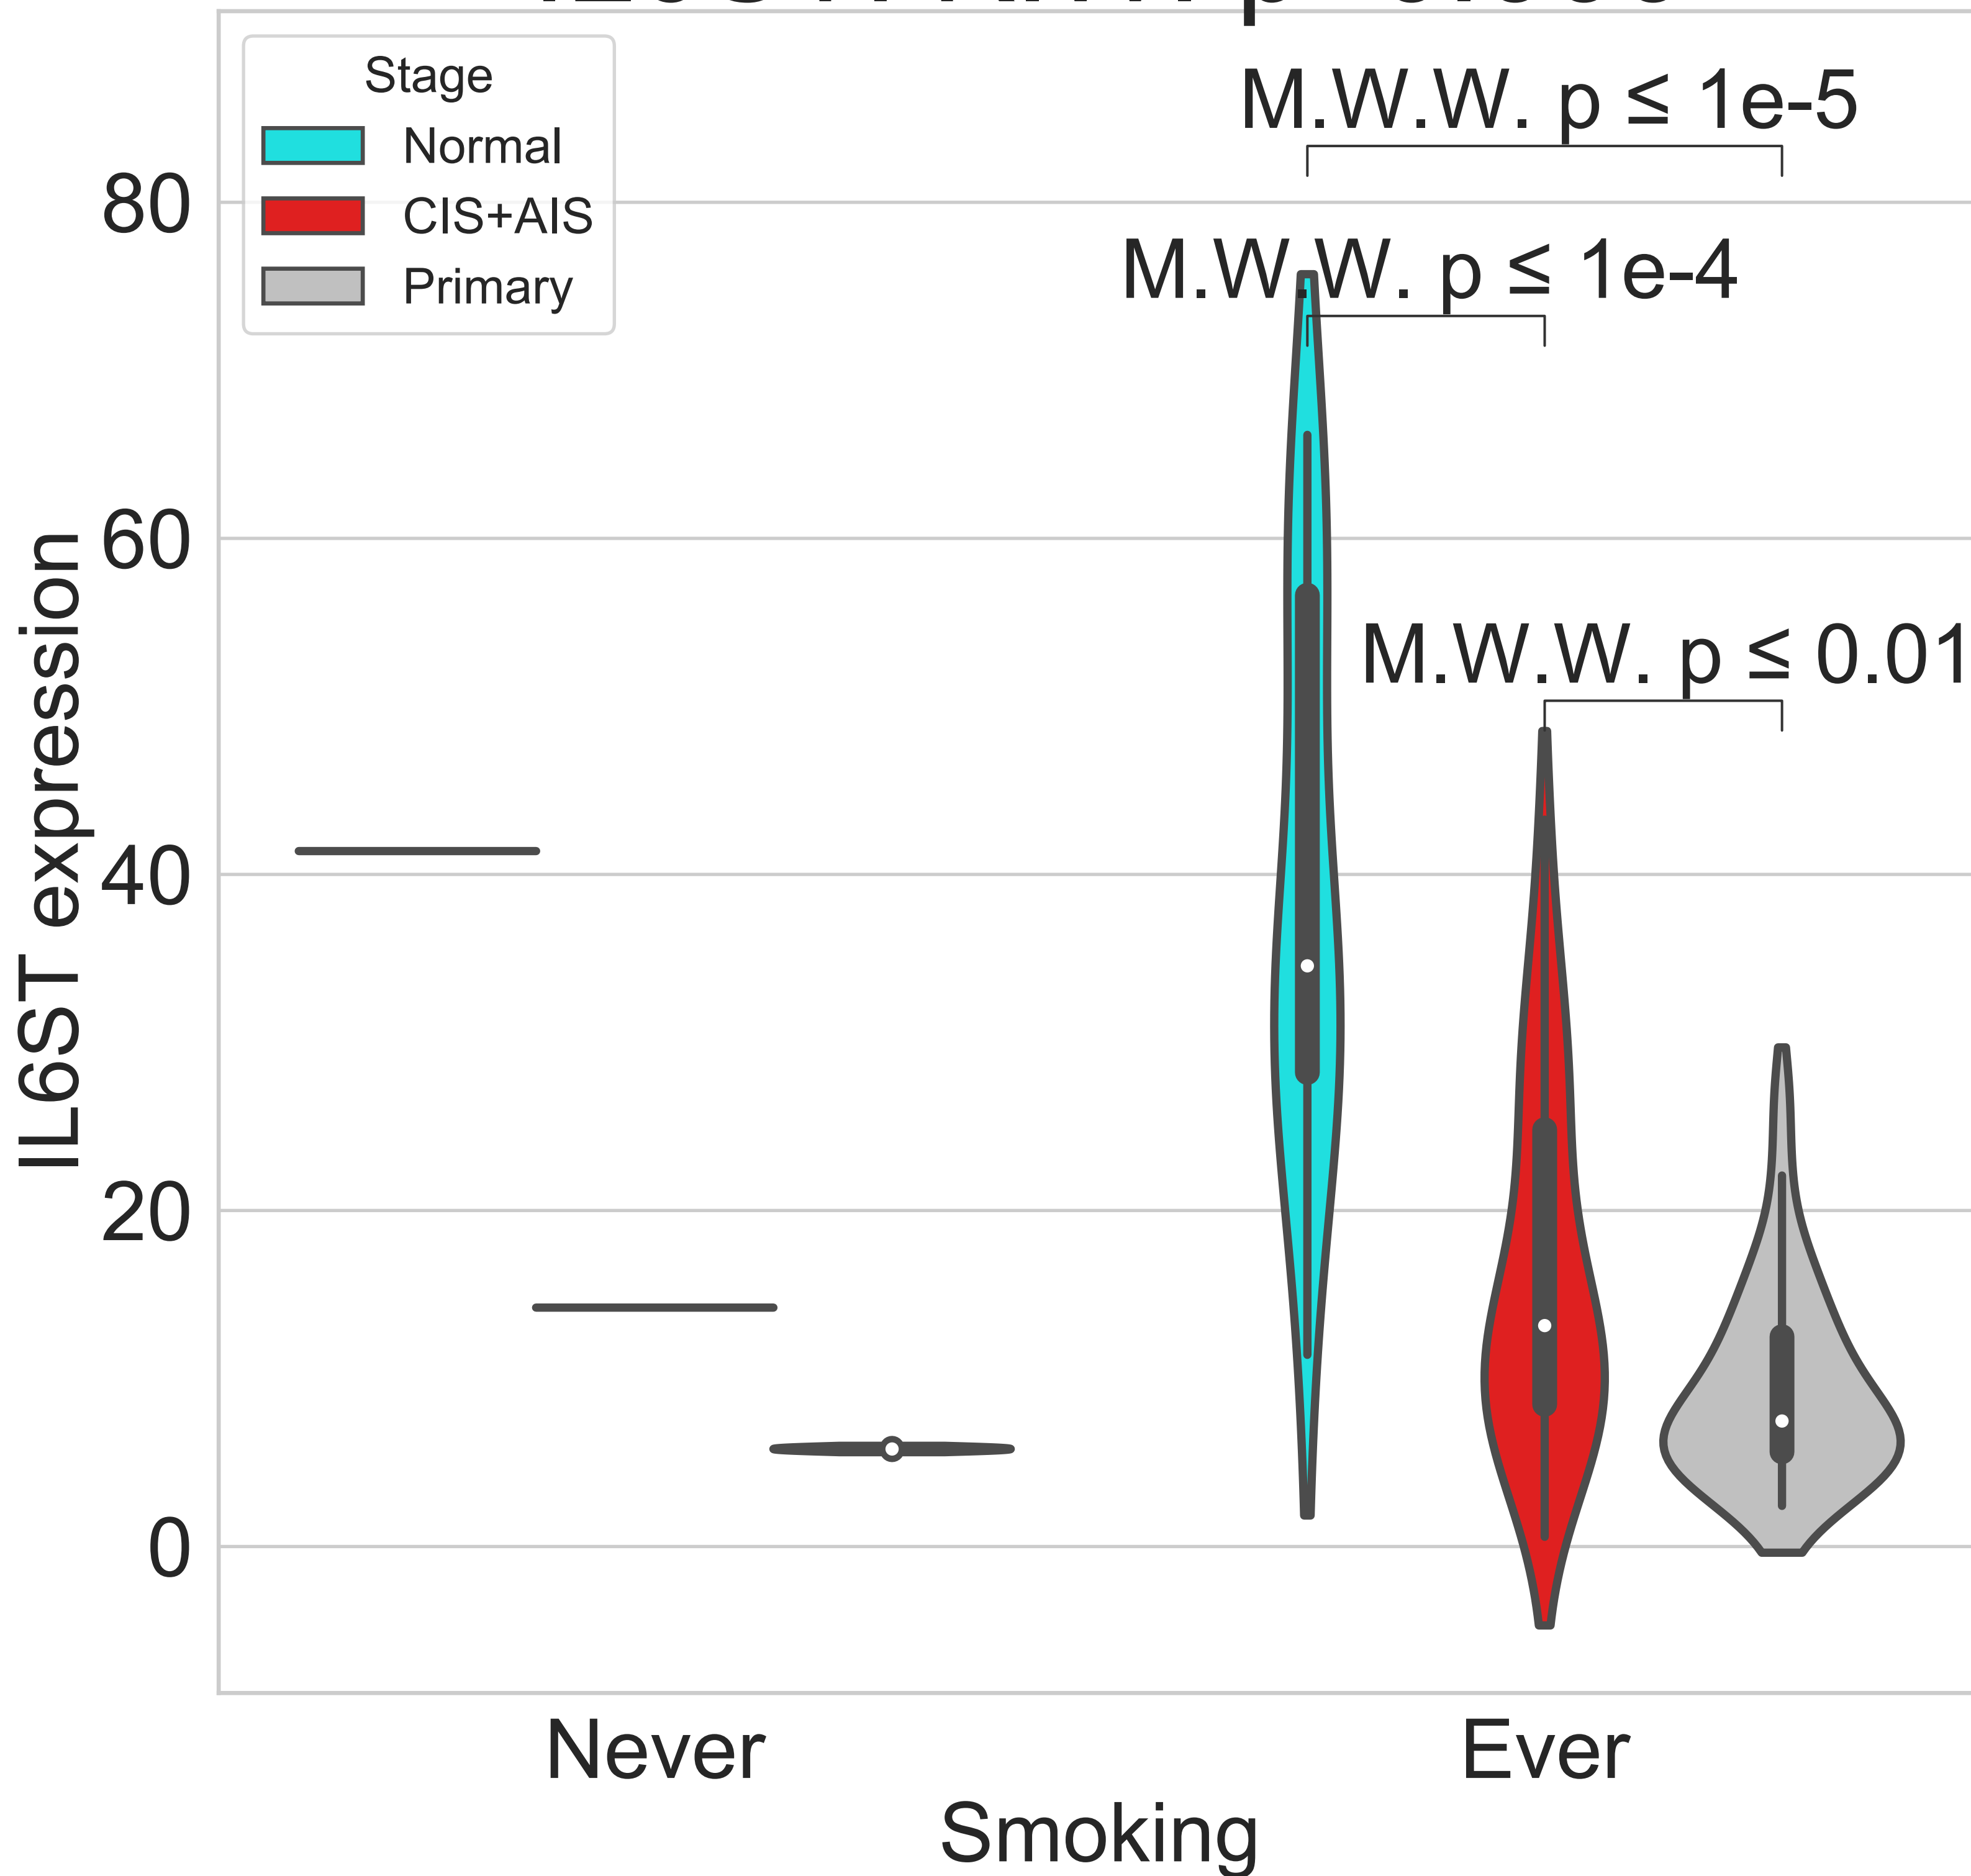 Stage
Normal
CIS+AIS
Primary
M.W.W. p ≤ 1e-5
M.W.W. p ≤ 1e-4
M.W.W. p ≤ 0.01
80
60
40
20
0
IL6ST expression
Never
Ever
Smoking